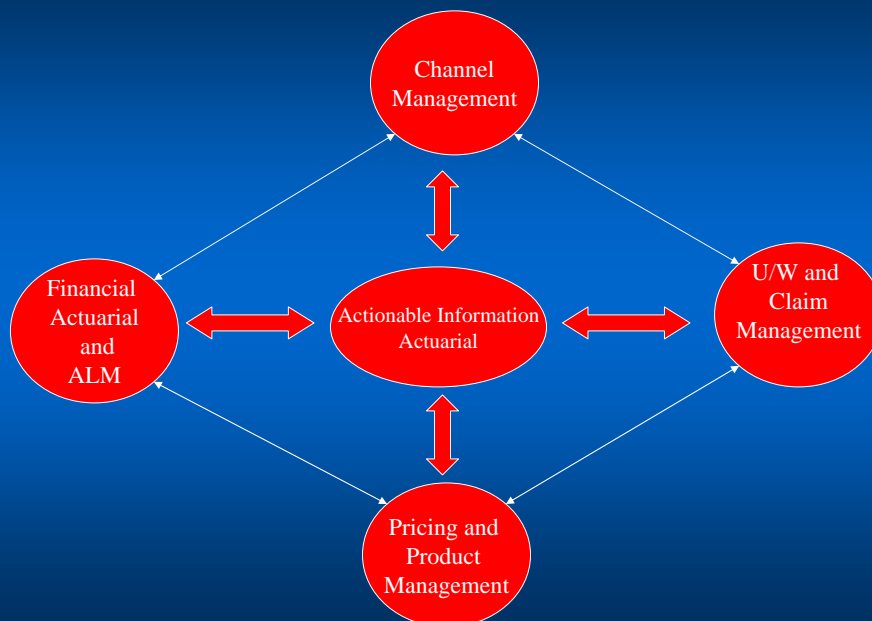 Channel
Management
Financial
Actuarial
and
ALM
Actionable Information
Actuarial
U/W and
Claim
Management
Pricing and
Product
Management